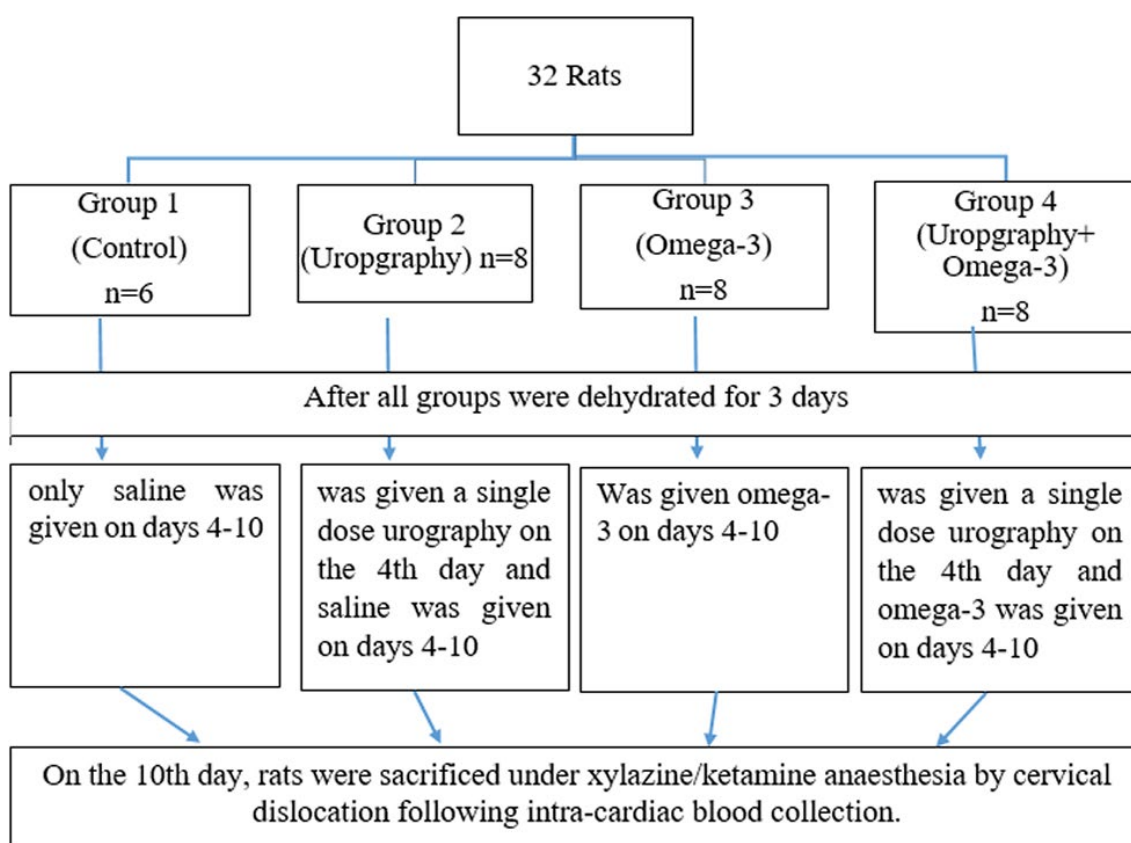 32 Rats
Group 1
(Control)
n=6
Group 2
(Uropgraphy) n=8
Group 3
(Omega-3)
n=8
Group 4
(Uropgraphy+
Omega-3)
n=8
After all groups were dehydrated for 3 days
only saline was
given on days 4-10
was given a single
dose urography on
the 4th day and
saline was given
on days 4-10
Was given omega-
3 on days 4-10
was given a single
dose urography on
the 4th day and
omega-3 was given
on days 4-10
On the 10th day, rats were sacrificed under xylazine/ketamine anaesthesia by cervical
dislocation following intra-cardiac blood collection.